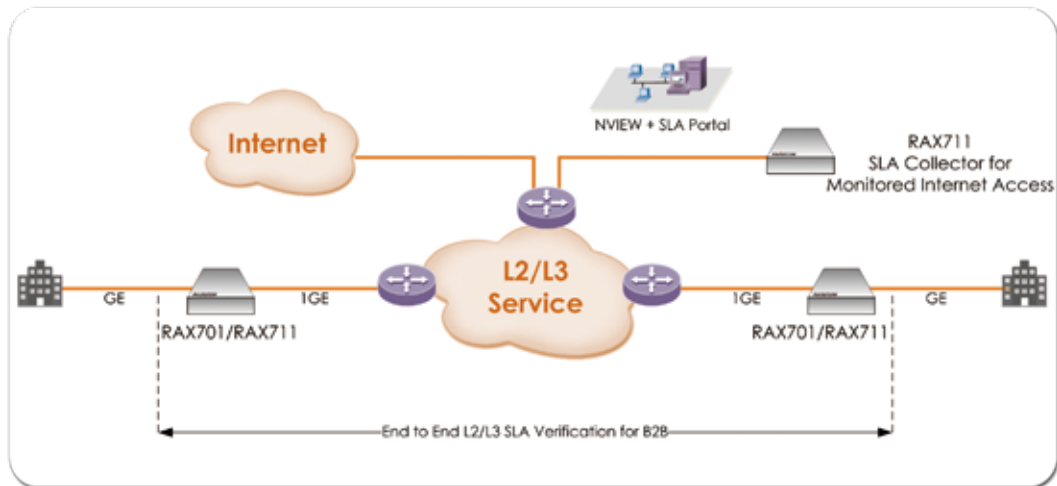 NVIEW + SLA Portal
Internet
RAX711
SLA Collector for
Monitored Internet Access
L2/L3
Service
GE
1GE
1GE
GE
RAX701/RAX711
RAX701/RAX711
End to End L2/L3 SLA Verification for B2B